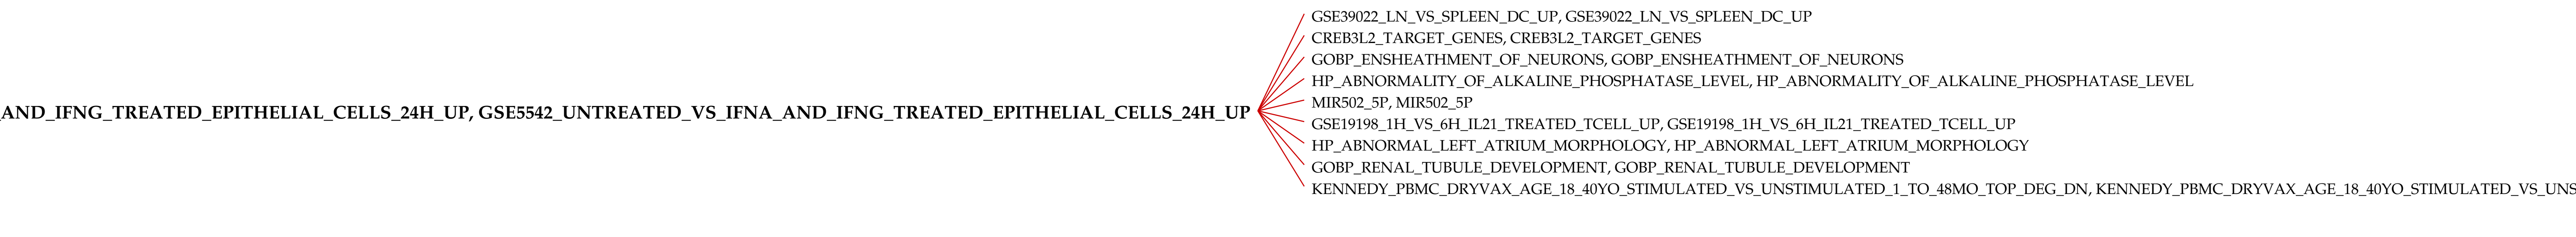 GSE39022_LN_VS_SPLEEN_DC_UP, GSE39022_LN_VS_SPLEEN_DC_UP
CREB3L2_TARGET_GENES, CREB3L2_TARGET_GENES
GOBP_ENSHEATHMENT_OF_NEURONS, GOBP_ENSHEATHMENT_OF_NEURONS
HP_ABNORMALITY_OF_ALKALINE_PHOSPHATASE_LEVEL, HP_ABNORMALITY_OF_ALKALINE_PHOSPHATASE_LEVEL
MIR502_5P, MIR502_5P
_AND_IFNG_TREATED_EPITHELIAL_CELLS_24H_UP, GSE5542_UNTREATED_VS_IFNA_AND_IFNG_TREATED_EPITHELIAL_CELLS_24H_UP
GSE19198_1H_VS_6H_IL21_TREATED_TCELL_UP, GSE19198_1H_VS_6H_IL21_TREATED_TCELL_UP
HP_ABNORMAL_LEFT_ATRIUM_MORPHOLOGY, HP_ABNORMAL_LEFT_ATRIUM_MORPHOLOGY
GOBP_RENAL_TUBULE_DEVELOPMENT, GOBP_RENAL_TUBULE_DEVELOPMENT
KENNEDY_PBMC_DRYVAX_AGE_18_40YO_STIMULATED_VS_UNSTIMULATED_1_TO_48MO_TOP_DEG_DN, KENNEDY_PBMC_DRYVAX_AGE_18_40YO_STIMULATED_VS_UNS